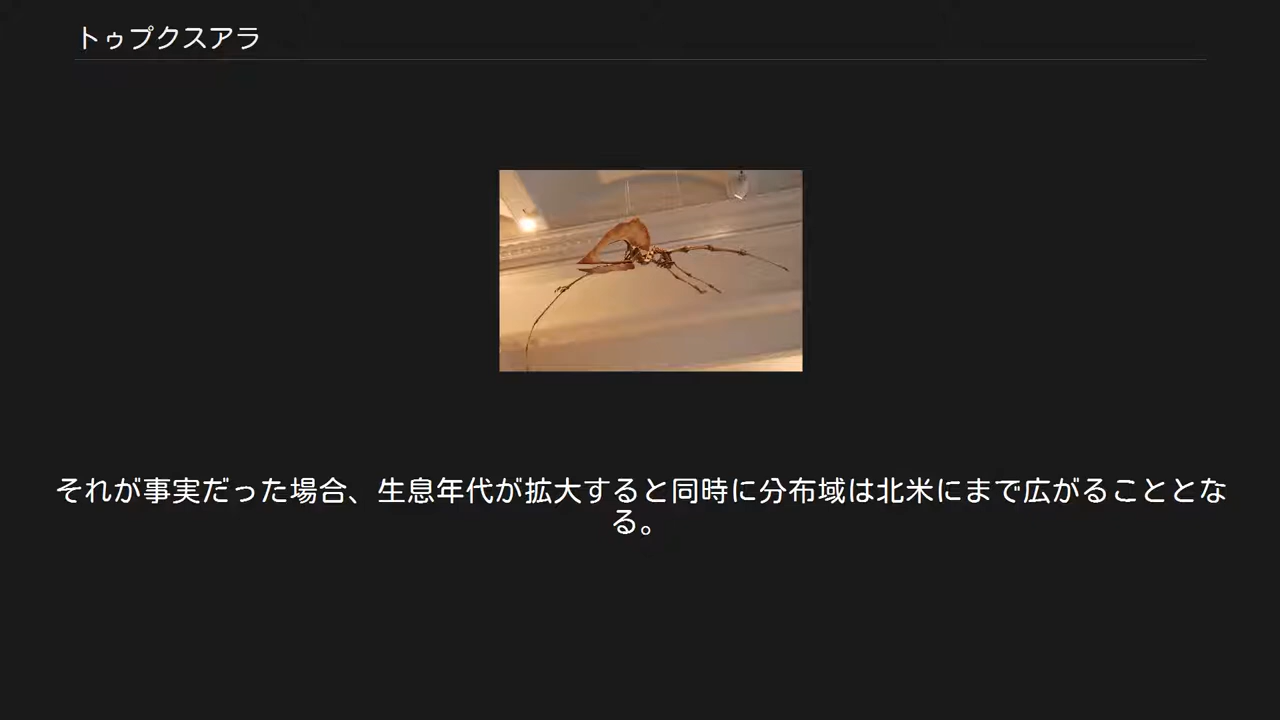 トゥプクスアラ
それが事実だった場合、生息年代が拡大すると同時に分布域は北米にまで広がることとな
る。